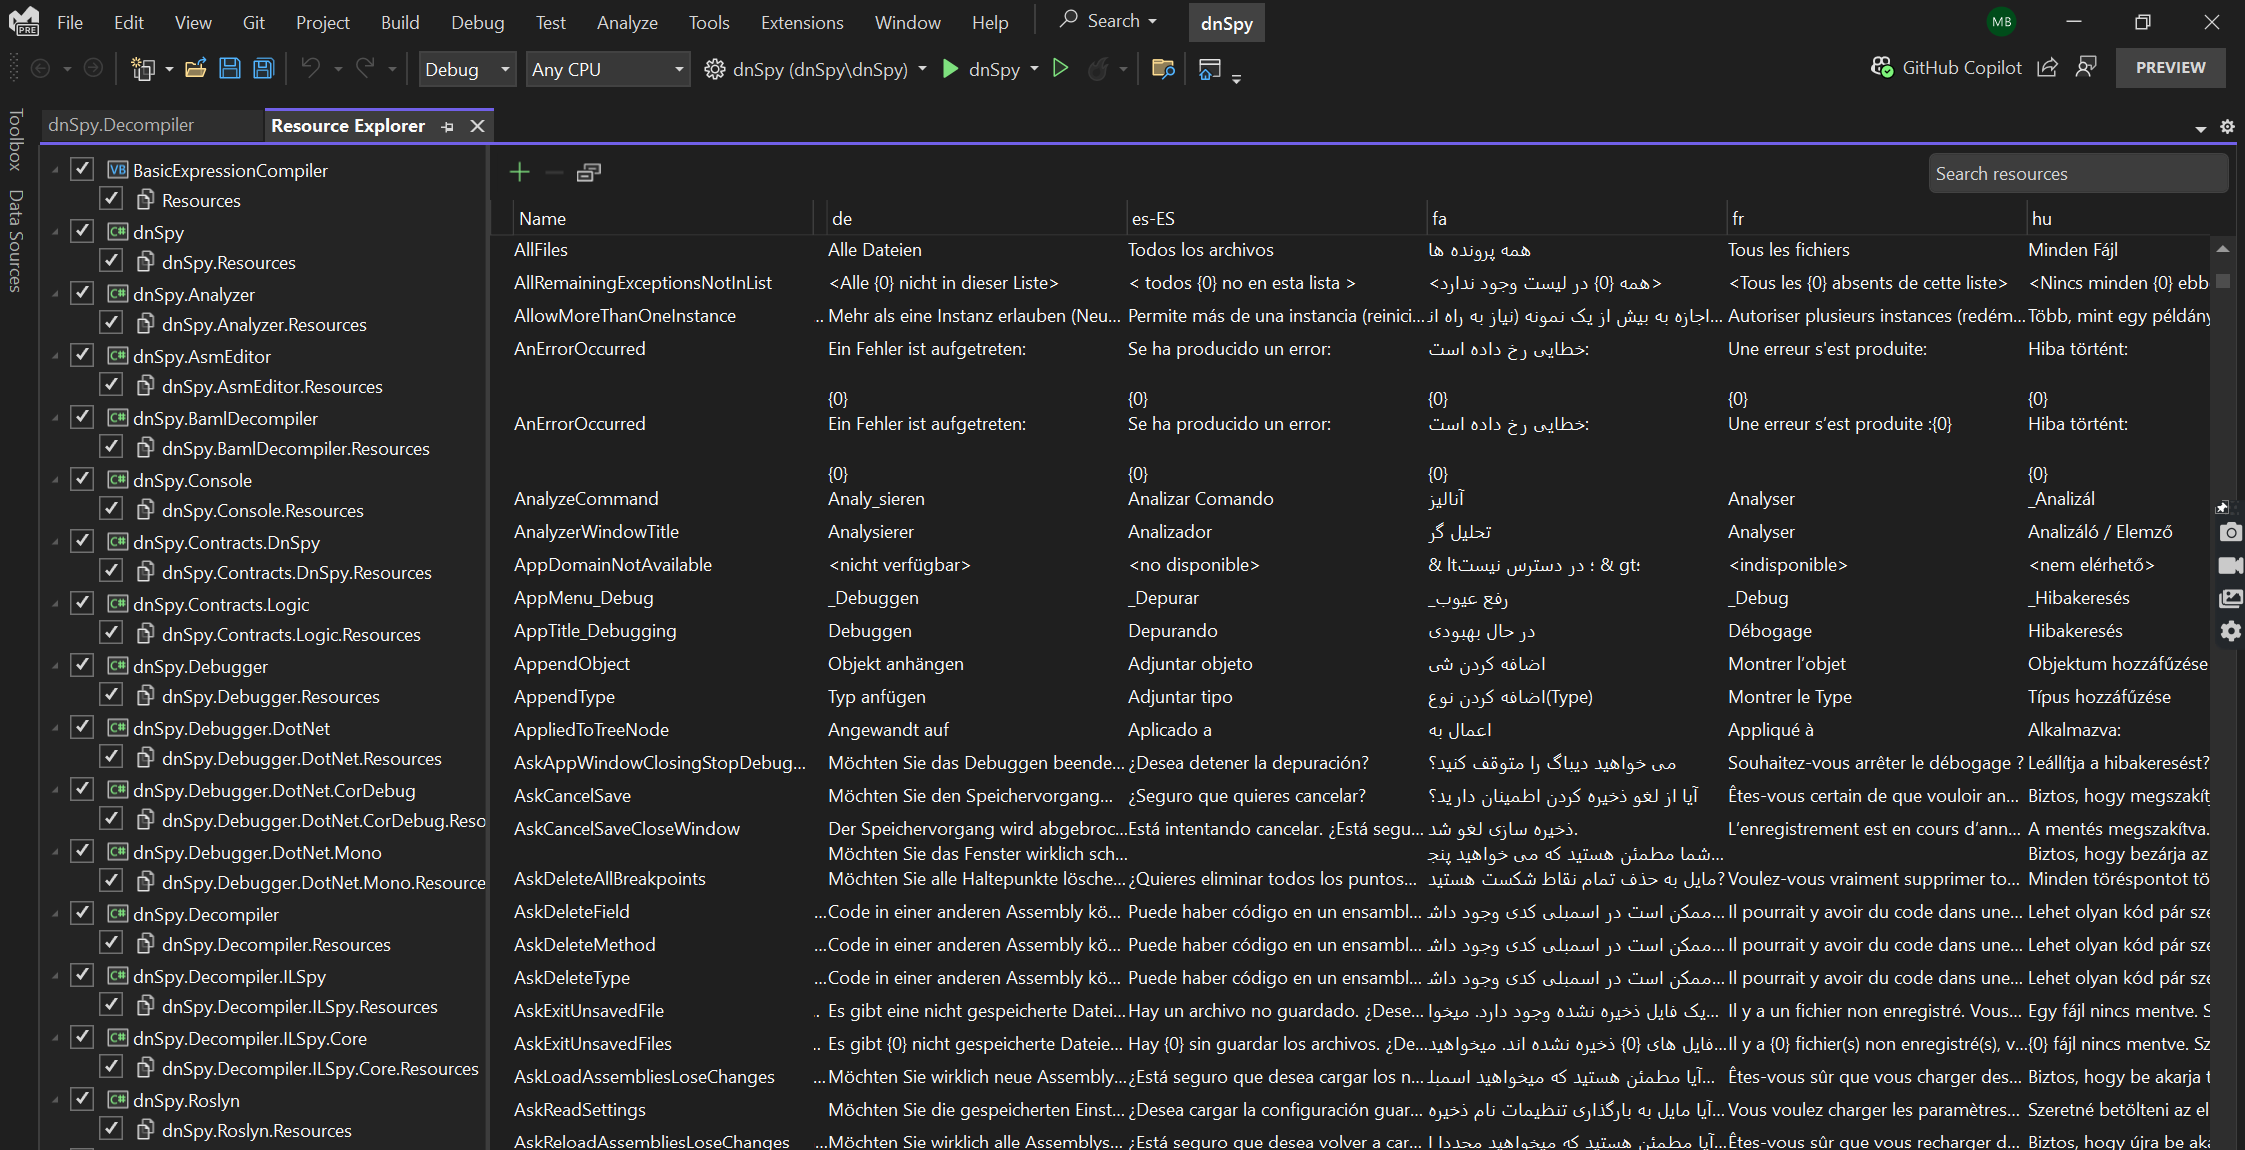 File Edit View Git Project Build Debug Test Analyze Tools Extensions Window Help Search dnSpy MB
PRE
Debug Any CPU dnSpy (dnSpy\dnSpy) dnSpy GitHub Copilot PREVIEW
Toolbox
Data Sources
dnSpy.Decompiler Resource Explorer
BasicExpressionCompiler
Resources
dnSpy
dnSpy.Resources
dnSpy.Analyzer
dnSpy.Analyzer.Resources
dnSpy.AsmEditor
dnSpy.AsmEditor.Resources
dnSpy.BamlDecompiler
dnSpy.BamlDecompiler.Resources
dnSpy.Console
dnSpy.Console.Resources
dnSpy.Contracts.DnSpy
dnSpy.Contracts.DnSpy.Resources
dnSpy.Contracts.Logic
dnSpy.Contracts.Logic.Resources
dnSpy.Debugger
dnSpy.Debugger.Resources
dnSpy.Debugger.DotNet
dnSpy.Debugger.DotNet.Resources
dnSpy.Debugger.DotNet.CorDebug
dnSpy.Debugger.DotNet.CorDebug.Reso
dnSpy.Debugger.DotNet.Mono
dnSpy.Debugger.DotNet.Mono.Resource
dnSpy.Decompiler
dnSpy.Decompiler.Resources
dnSpy.Decompiler.ILSpy
dnSpy.Decompiler.ILSpy.Resources
dnSpy.Decompiler.ILSpy.Core
dnSpy.Decompiler.ILSpy.Core.Resources
dnSpy.Roslyn
dnSpy.Roslyn.Resources
Search resources
Name de es-ES fa fr hu
AllFiles Alle Dateien Todos los archivos همه پرونده ها Tous les fichiers Minden Fájl
AllRemainingExceptionsNotInList <Alle {0} nicht in dieser Liste> < todos {0} no en esta lista > <همه {0} در لیست وجود ندارد> <Tous les {0} absents de cette liste> <Nincs minden {0} ebb
AllowMoreThanOneInstance .. Mehr als eine Instanz erlauben (Neu... Permite más de una instancia (reinici... اجازه به بیش از یک نمونه (نیاز به راه ان... Autoriser plusieurs instances (redém... Több, mint egy példány
AnErrorOccurred Ein Fehler ist aufgetreten: Se ha producido un error: خطایی رخ داده است: Une erreur s'est produite: Hiba történt:
{0} {0} {0} {0} {0}
AnErrorOccurred Ein Fehler ist aufgetreten: Se ha producido un error: خطایی رخ داده است: Une erreur s’est produite :{0} Hiba történt:
{0} {0} {0} {0}
AnalyzeCommand Analy_sieren Analizar Comando آنالیز Analyser _Analizál
AnalyzerWindowTitle Analysierer Analizador تحلیل گر Analyser Analizáló / Elemző
AppDomainNotAvailable <nicht verfügbar> <no disponible> & lt؛ در دسترس نیست & gt؛ <indisponible> <nem elérhető>
AppMenu_Debug _Debuggen _Depurar _رفع عیوب _Debug _Hibakeresés
AppTitle_Debugging Debuggen Depurando در حال بهبودی Débogage Hibakeresés
AppendObject Objekt anhängen Adjuntar objeto اضافه کردن شی Montrer l’objet Objektum hozzáfűzése
AppendType Typ anfügen Adjuntar tipo اضافه کردن نوع(Type) Montrer le Type Típus hozzáfűzése
AppliedToTreeNode Angewandt auf Aplicado a اعمال به Appliqué à Alkalmazva:
AskAppWindowClosingStopDebug... Möchten Sie das Debuggen beende... ¿Desea detener la depuración? می خواهید دیباگ را متوقف کنید؟ Souhaitez-vous arrêter le débogage ? Leállítja a hibakeresést?
AskCancelSave Möchten Sie den Speichervorgang... ¿Seguro que quieres cancelar? آیا از لغو ذخیره کردن اطمینان دارید؟ Êtes-vous certain de que vouloir an... Biztos, hogy megszakít
AskCancelSaveCloseWindow Der Speichervorgang wird abgebroc... Está intentando cancelar. ¿Está segu... ذخیره سازی لغو شد. L’enregistrement est en cours d’ann... A mentés megszakítva.
Möchten Sie das Fenster wirklich sch... شما مطمئن هستید که می خواهید پنج... Biztos, hogy bezárja az
AskDeleteAllBreakpoints Möchten Sie alle Haltepunkte lösche... ¿Quieres eliminar todos los puntos... مایل به حذف تمام نقاط شکست هستید? Voulez-vous vraiment supprimer to... Minden töréspontot tö
AskDeleteField ...Code in einer anderen Assembly kö... Puede haber código en un ensambl... ممکن است در اسمبلی کدی وجود داش... Il pourrait y avoir du code dans une... Lehet olyan kód pár sze
AskDeleteMethod ...Code in einer anderen Assembly kö... Puede haber código en un ensambl... ممکن است در اسمبلی کدی وجود داش... Il pourrait y avoir du code dans une... Lehet olyan kód pár sze
AskDeleteType ...Code in einer anderen Assembly kö... Puede haber código en un ensambl... ممکن است در اسمبلی کدی وجود داش... Il pourrait y avoir du code dans une... Lehet olyan kód pár sze
AskExitUnsavedFile .. Es gibt eine nicht gespeicherte Datei... Hay un archivo no guardado. ¿Dese... یک فایل ذخیره نشده وجود دارد. میخوا... Il y a un fichier non enregistré. Vous... Egy fájl nincs mentve. S
AskExitUnsavedFiles .. Es gibt {0} nicht gespeicherte Dateie... Hay {0} sin guardar los archivos. ¿De... فایل های {0} ذخیره نشده اند. میخواهید... Il y a {0} fichier(s) non enregistré(s), v... {0} fájl nincs mentve. Sz
AskLoadAssembliesLoseChanges ...Möchten Sie wirklich neue Assembly... ¿Está seguro que desea cargar los n... آیا مطمئن هستید که میخواهید اسمبل... Êtes-vous sûr que vous charger des... Biztos, hogy be akarja t
AskReadSettings Möchten Sie die gespeicherten Einst... ¿Desea cargar la configuración guar... آیا مایل به بارگذاری تنظیمات نام ذخیره... Vous voulez charger les paramètres... Szeretné betölteni az el
AskReloadAssembliesLoseChanges ...Möchten Sie wirklich alle Assemblys... ¿Está seguro que desea volver a car... آیا مطمئن هستید که میخواهید مجددا ا... Êtes-vous sûr que vous recharger d... Biztos, hogy újra be aka